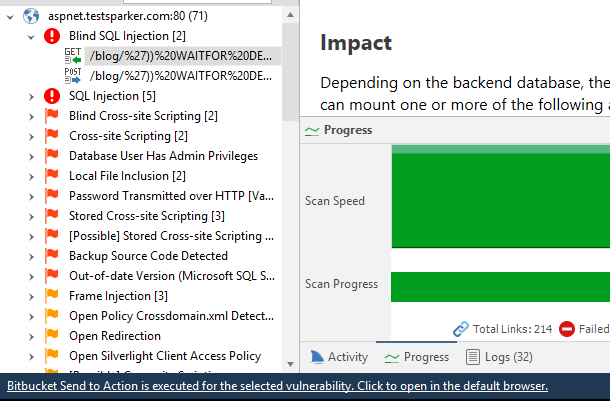 aspnet.testsparker.com:80 (71)
Blind SQL Injection [2]
GET /blog/%27))%20WAITFOR%20DE...
POST /blog/%27))%20WAITFOR%20DE...
SQL Injection [5]
Blind Cross-site Scripting [2]
Cross-site Scripting [2]
Database User Has Admin Privileges
Local File Inclusion [2]
Password Transmitted over HTTP [Va...
Stored Cross-site Scripting [3]
[Possible] Stored Cross-site Scripting ...
Backup Source Code Detected
Out-of-date Version (Microsoft SQL S...
Frame Injection [3]
Open Policy Crossdomain.xml Detect...
Open Redirection
Open Silverlight Client Access Policy
Impact
Depending on the backend database, the
can mount one or more of the following a
Progress
Scan Speed
Scan Progress
Total Links: 214 Failed
Activity Progress Logs (32)
Bitbucket Send to Action is executed for the selected vulnerability. Click to open in the default browser.